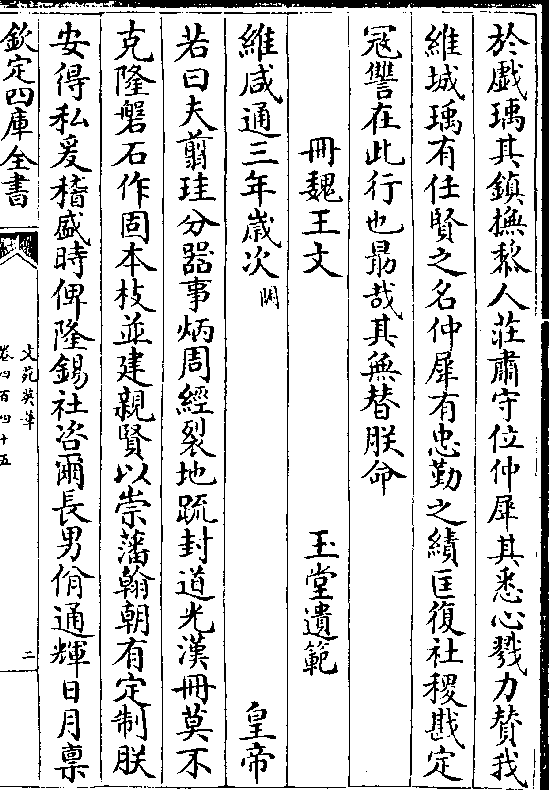 於戲瑀其鎮撫黎人莊肅守位仲犀其悉心戮力贊我
維城瑀有任賢之名仲犀有忠勤之績匡復社稷戡定
冦讐在此行也勗哉其無替朕命
冊魏王文 玉堂遺範
維咸通三年歲次闕 皇帝
若曰夫翦珪分器事炳周經裂地疏封道光漢冊莫不
克隆磐石作固本枝並建親賢以崇藩翰朝有定制朕
安得私爰稽盛時俾隆錫社咨爾長男佾通輝日月禀
欽定四庫全書
文苑英華
卷四百四十五
二